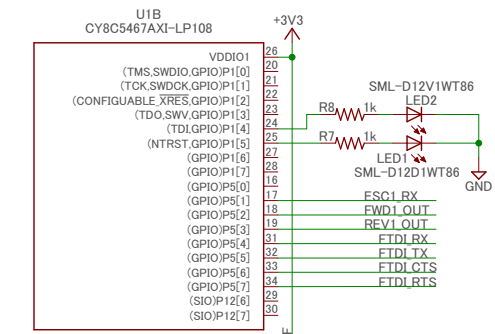 U1B
CY8C5467AXI-LP108
+3V3
VDDIO1 26
(TMS,SWDIO,GPIO)P1[0] 20
(TCK,SWDCK,GPIO)P1[1] 21
(CONFIGUABLE_XRES,GPIO)P1[2] 22
(TDO,SWV,GPIO)P1[3] 23
(TDI,GPIO)P1[4] 24
(NTRST,GPIO)P1[5] 25
(GPIO)P1[6] 27
(GPIO)P1[7] 28
(GPIO)P5[0] 16
(GPIO)P5[1] 17 ESC1_RX
(GPIO)P5[2] 18 FWD1_OUT
(GPIO)P5[3] 19 REV1_OUT
(GPIO)P5[4] 31 FTDI_RX
(GPIO)P5[5] 32 FTDI_TX
(GPIO)P5[6] 33 FTDI_CTS
(GPIO)P5[7] 34 FTDI_RTS
(SIO)P12[6] 29
(SIO)P12[7] 30
SML-D12V1WT86
R8 1k LED2
R7 1k
LED1
SML-D12D1WT86
GND